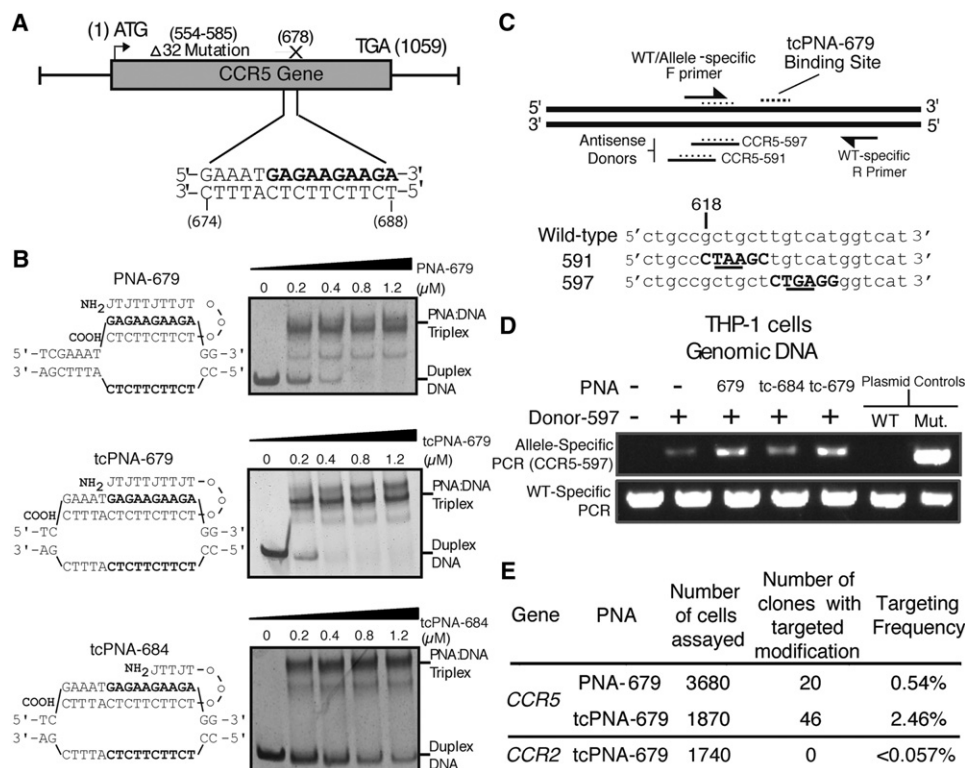 A
(1) ATG
(554-585)
Δ32 Mutation
(678)
X
TGA (1059)
CCR5 Gene
5'-GAAATGAGAAGAAGA-3'
3'-CTTTACTCTTCTTCT-5'
(674)
(688)
B
PNA-679
NH2 JTJTTJTTJT
GAGAAGAAGA
COOH CTCTTCTTCT
5'-TCGAAAT GG-3'
3'-AGCTTTA CC-5'
CTCTTCTTCT
PNA-679
0 0.2 0.4 0.8 1.2 (µM)
PNA:DNA
Triplex
Duplex
DNA
tcPNA-679
NH2 JTJTTJTTJT
GAAATGAGAAGAAGA
COOH CTTTACTCTTCTTCT
5'-TC GG-3'
3'-AG CC-5'
CTTTACTCTTCTTCT
tcPNA-679
0 0.2 0.4 0.8 1.2 (µM)
PNA:DNA
Triplex
Duplex
DNA
tcPNA-684
NH2 JTTJT
GAAATGAGAAGAAGA
COOH CTTTACTCTTCTTCT
5'-TC GG-3'
3'-AG CC-5'
CTTTACTCTTCTTCT
tcPNA-684
0 0.2 0.4 0.8 1.2 (µM)
PNA:DNA
Triplex
Duplex
DNA
C
WT/Allele-specific
F primer
tcPNA-679
Binding Site
5' 3'
3' 5'
Antisense
Donors
CCR5-597
CCR5-591
WT-specific
R Primer
618
Wild-type 5'ctgccgctgcttgtcatggtcat 3'
591 5'ctgccCTAAGCtgtcatggtcat 3'
597 5'ctgccgctgctCTGAGGggtcat 3'
D
THP-1 cells
Genomic DNA
PNA - - 679 tc-684 tc-679 Plasmid Controls
Donor-597 - + + + + WT Mut.
Allele-Specific
PCR (CCR5-597)
WT-Specific
PCR
E
Gene PNA Number of cells assayed Number of clones with targeted modification Targeting Frequency
CCR5 PNA-679 3680 20 0.54%
tcPNA-679 1870 46 2.46%
CCR2 tcPNA-679 1740 0 <0.057%